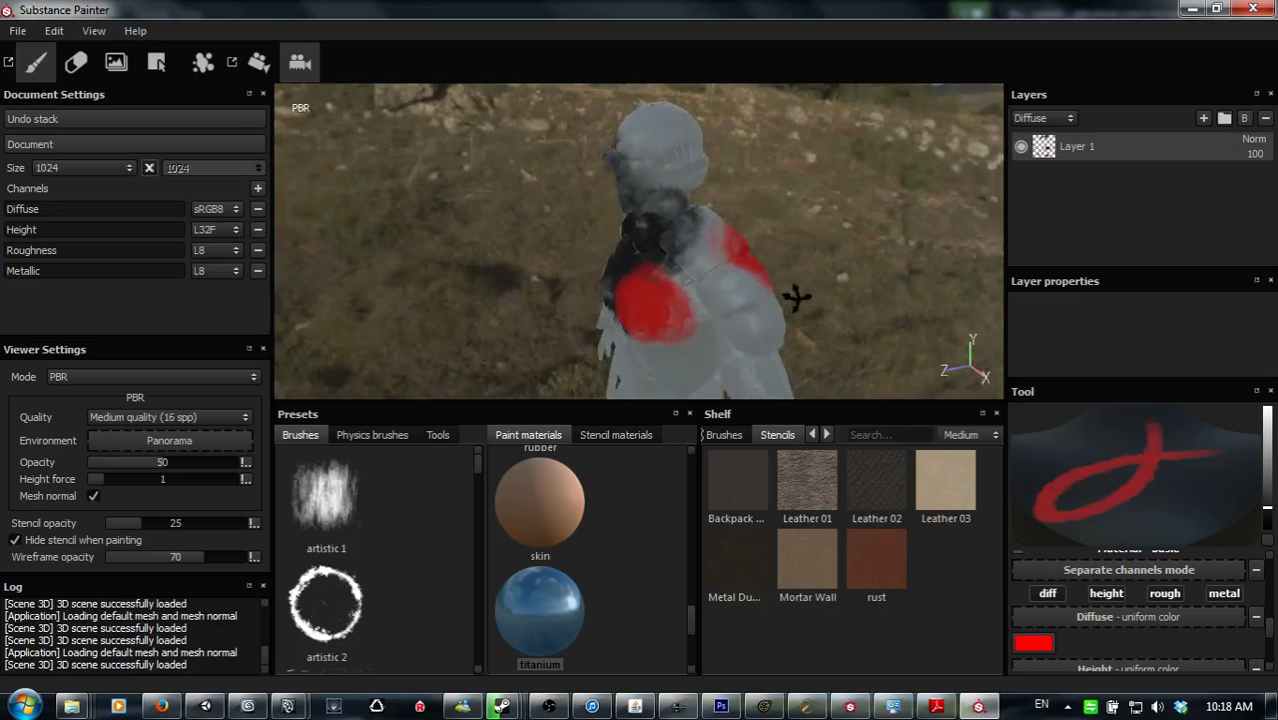 Substance Painter
File Edit View Help
Document Settings
Undo stack
Document
Size 1024 X 1024
Channels
Diffuse sRGB8
Height L32F
Roughness L8
Metallic L8
Viewer Settings
Mode PBR
PBR
Quality Medium quality (16 spp)
Environment Panorama
Opacity 50
Height force 1
Mesh normal
Stencil opacity 25
Hide stencil when painting
Wireframe opacity 70
Log
[Scene 3D] 3D scene successfully loaded
[Application] Loading default mesh and mesh normal
[Scene 3D] 3D scene successfully loaded
[Scene 3D] 3D scene successfully loaded
[Application] Loading default mesh and mesh normal
[Scene 3D] 3D scene successfully loaded
PBR
Y
Z X
Presets
Brushes Physics brushes Tools
artistic 1
artistic 2
Paint materials Stencil materials
rubber
skin
titanium
Shelf
Brushes Stencils Search... Medium
Backpack ... Leather 01 Leather 02 Leather 03
Metal Du... Mortar Wall rust
Layers
Diffuse B
Layer 1 Norm
100
Layer properties
Tool
Material - basic
Separate channels mode
diff height rough metal
Diffuse - uniform color
Height - uniform color
Ps
EN
10:18 AM